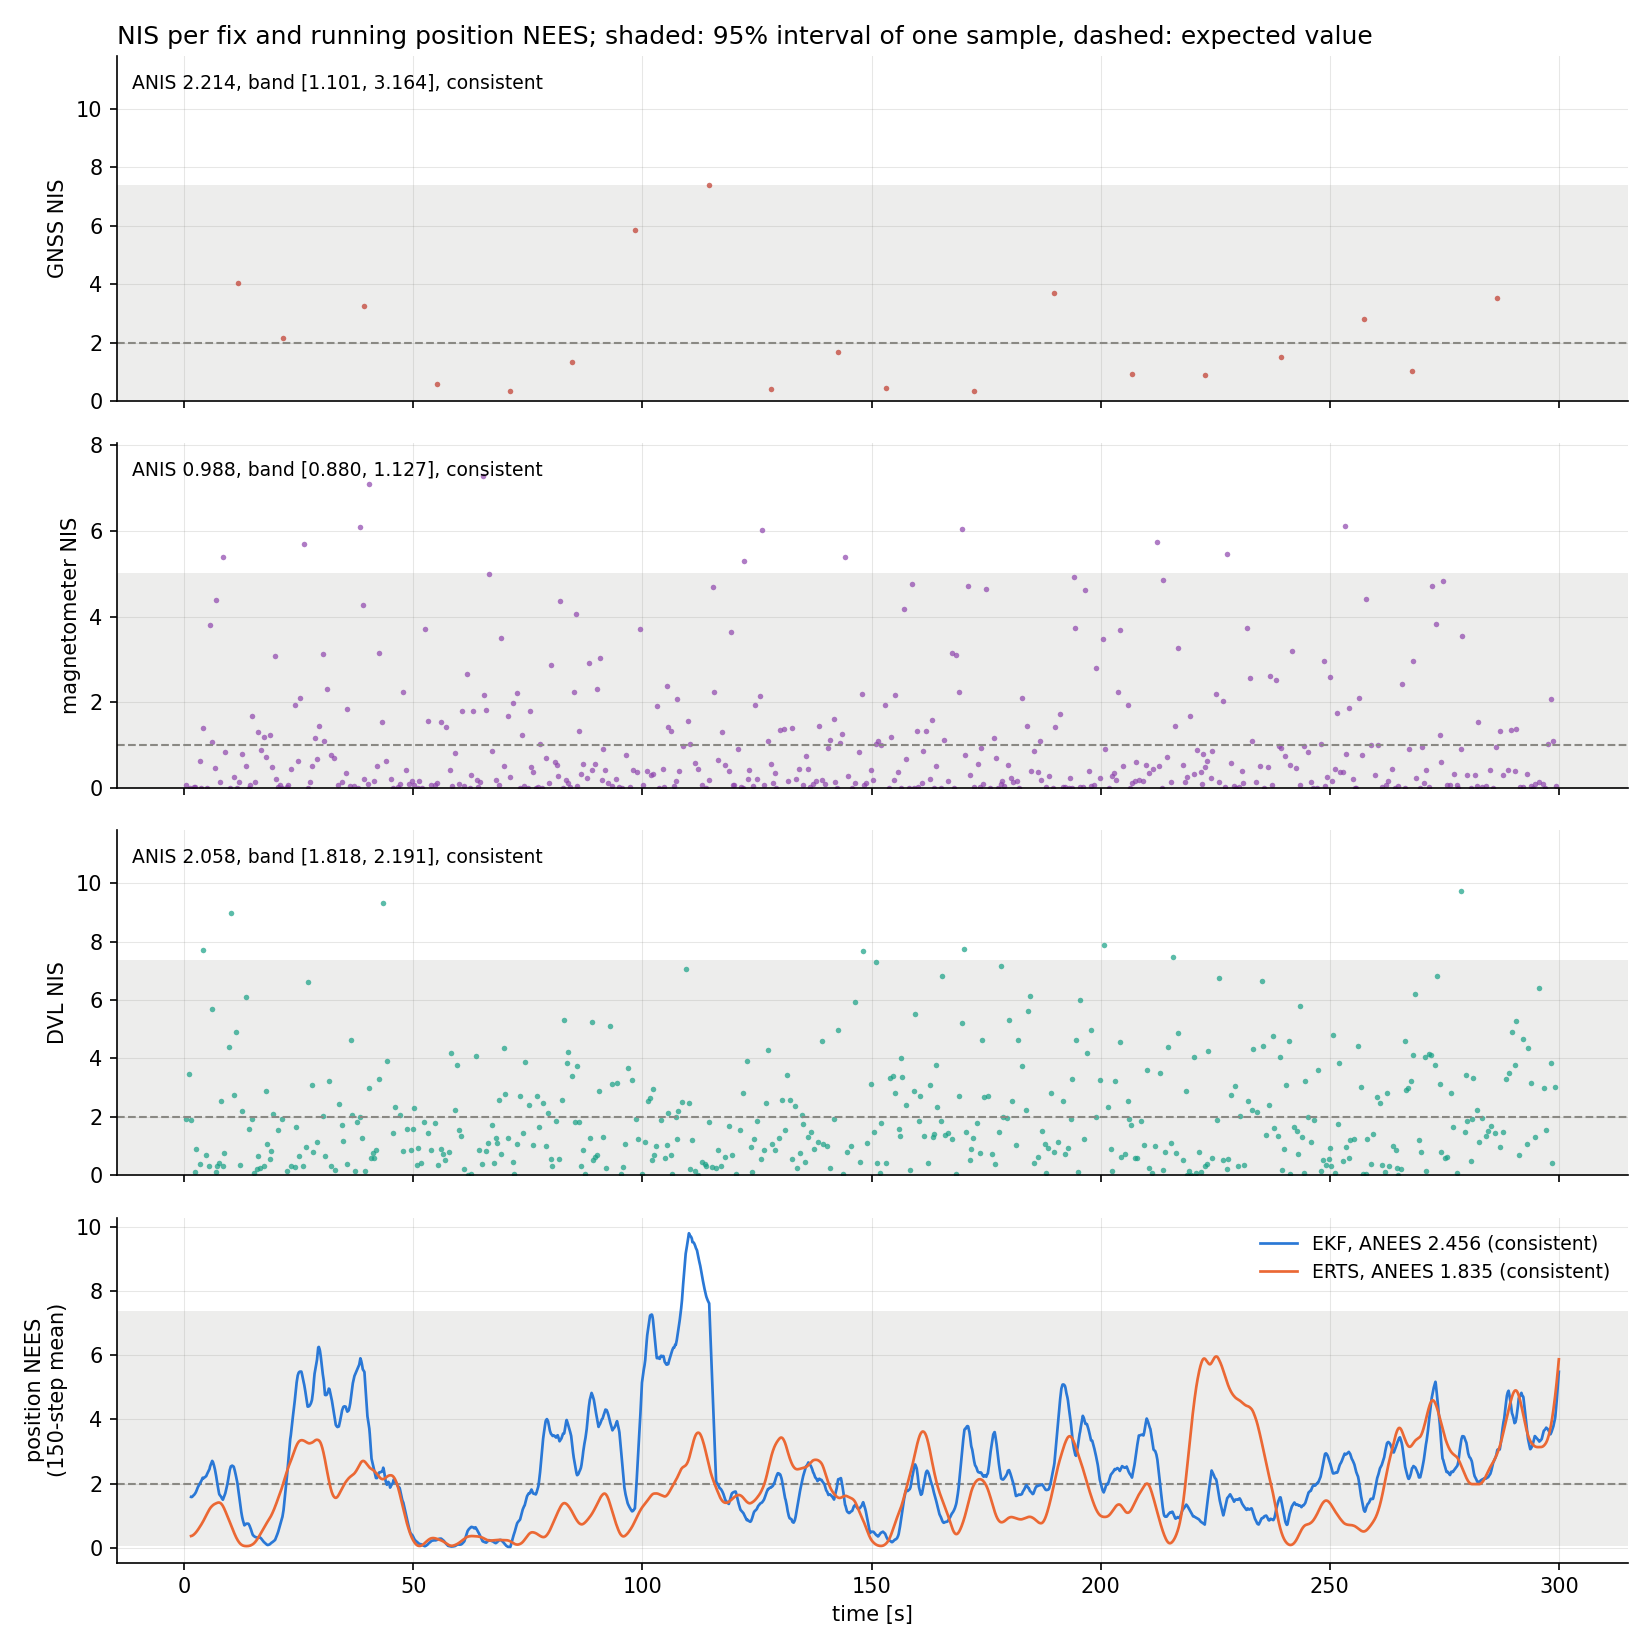 NIS per fix and running position NEES; shaded: 95% interval of one sample, dashed: expected value
ANIS 2.214, band [1.101, 3.164], consistent
GNSS NIS
10
8
6
4
2
0
ANIS 0.988, band [0.880, 1.127], consistent
magnetometer NIS
8
6
4
2
0
ANIS 2.058, band [1.818, 2.191], consistent
DVL NIS
10
8
6
4
2
0
EKF, ANEES 2.456 (consistent)
ERTS, ANEES 1.835 (consistent)
position NEES
(150-step mean)
10
8
6
4
2
0
0 50 100 150 200 250 300
time [s]